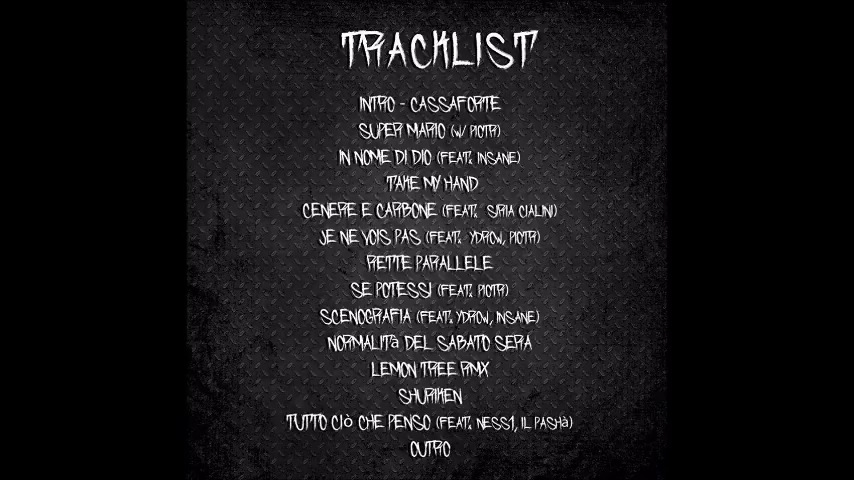 TRACKLIST
INTRO - CASSAFORTE
SUPER MARIO (W/ PIOTR)
IN NOME DI DIO (FEAT. INSANE)
TAKE MY HAND
CENERE E CARBONE (FEAT. SIRIA CIALINI)
JE NE VOIS PAS (FEAT. YDROW, PIOTR)
RETTE PARALLELE
SE POTESSI (FEAT. PIOTR)
SCENOGRAFIA (FEAT. YDROW, INSANE)
NORMALITà DEL SABATO SERA
LEMON TREE RMX
SHURIKEN
TUTTO CIò CHE PENSO (FEAT. NESS1, IL PASHà)
OUTRO